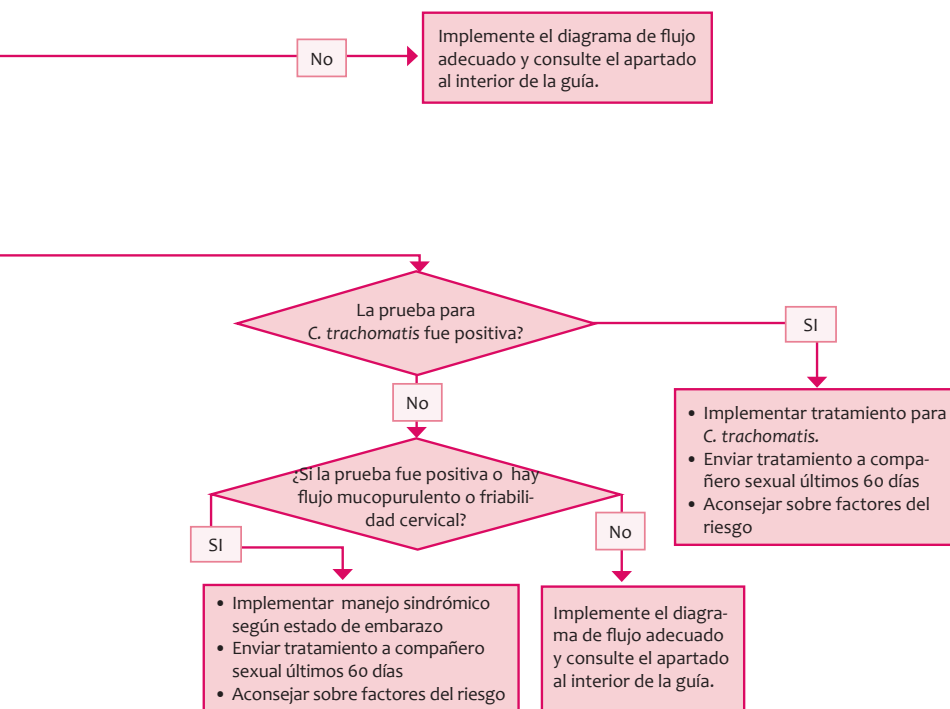 No
Implemente el diagrama de flujo
adecuado y consulte el apartado
al interior de la guía.
La prueba para
C. trachomatis fue positiva?
SI
No
• Implementar tratamiento para
C. trachomatis.
• Enviar tratamiento a compa-
ñero sexual últimos 60 días
• Aconsejar sobre factores del
riesgo
¿Si la prueba fue positiva o hay
flujo mucopurulento o friabili-
dad cervical?
SI
No
• Implementar manejo sindrómico
según estado de embarazo
• Enviar tratamiento a compañero
sexual últimos 60 días
• Aconsejar sobre factores del riesgo
Implemente el diagra-
ma de flujo adecuado
y consulte el apartado
al interior de la guía.